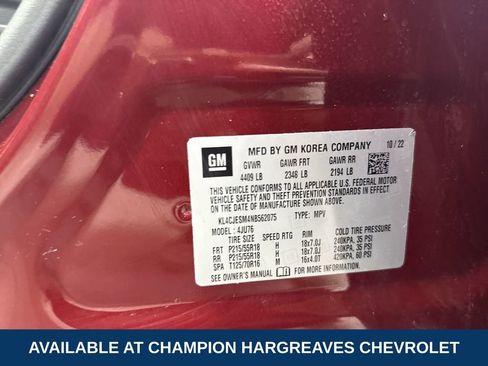 GM MFD BY GM KOREA COMPANY 10/22
GVWR GAWR FRT GAWR RR
4409 LB 2348 LB 2194 LB
THIS VEHICLE CONFORMS TO ALL APPLICABLE U.S. FEDERAL MOTOR
VEHICLE SAFETY, BUMPER, AND THEFT PREVENTION STANDARDS IN
EFFECT ON THE DATE OF MANUFACTURE SHOWN ABOVE.
KL4CJESM4NB562075 TYPE: MPV
MODEL: 4JU76
TIRE SIZE SPEED RTG RIM COLD TIRE PRESSURE
FRT P215/55R18 H 18x7.0J 240KPA, 35 PSI
RR P215/55R18 H 18x7.0J 240KPA, 35 PSI
SPA T125/70R16 M 16x4.0T 420KPA, 60 PSI
SEE OWNER'S MANUAL FOR MORE INFORMATION.
AVAILABLE AT CHAMPION HARGREAVES CHEVROLET